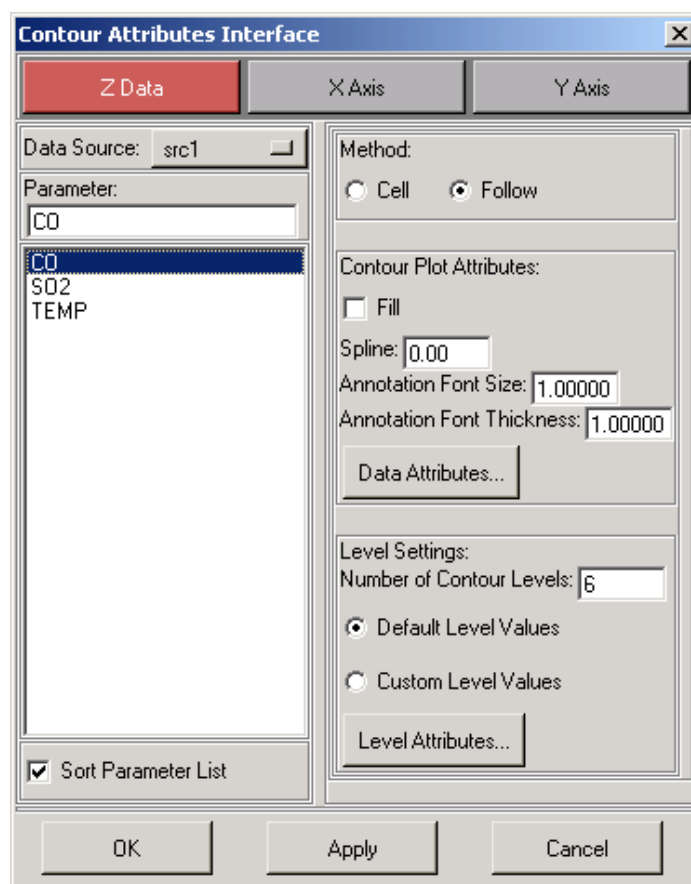 Contour Attributes Interface
Z Data
X Axis
Y Axis
Data Source: src1
Parameter:
CO
CO
SO2
TEMP
Sort Parameter List
Method:
Cell Follow
Contour Plot Attributes:
Fill
Spline: 0.00
Annotation Font Size: 1.00000
Annotation Font Thickness: 1.00000
Data Attributes...
Level Settings:
Number of Contour Levels: 6
Default Level Values
Custom Level Values
Level Attributes...
OK
Apply
Cancel